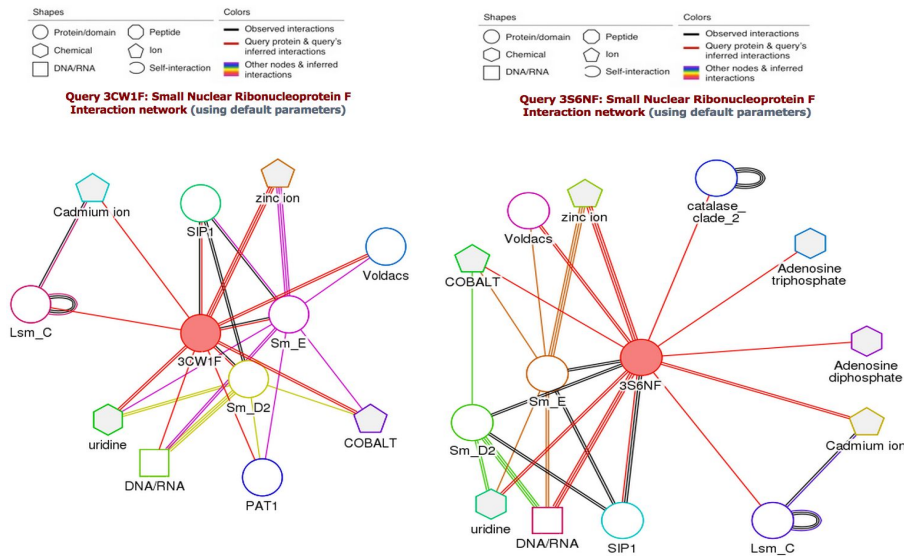 Shapes
Colors
Protein/domain
Peptide
Observed interactions
Chemical
Ion
Query protein & query's
inferred interactions
DNA/RNA
Self-interaction
Other nodes & inferred
interactions
Query 3CW1F: Small Nuclear Ribonucleoprotein F
Interaction network (using default parameters)
Cadmium ion
zinc ion
SIP1
Voldacs
Lsm_C
Sm_E
3CW1F
Sm_D2
uridine
COBALT
DNA/RNA
PAT1
Shapes
Colors
Protein/domain
Peptide
Observed interactions
Chemical
Ion
Query protein & query's
inferred interactions
DNA/RNA
Self-interaction
Other nodes & inferred
interactions
Query 3S6NF: Small Nuclear Ribonucleoprotein F
Interaction network (using default parameters)
catalase_
clade_2
Voldacs
zinc ion
COBALT
Adenosine
triphosphate
Adenosine
diphosphate
3S6NF
Sm_E
Sm_D2
Cadmium ion
uridine
DNA/RNA
SIP1
Lsm_C